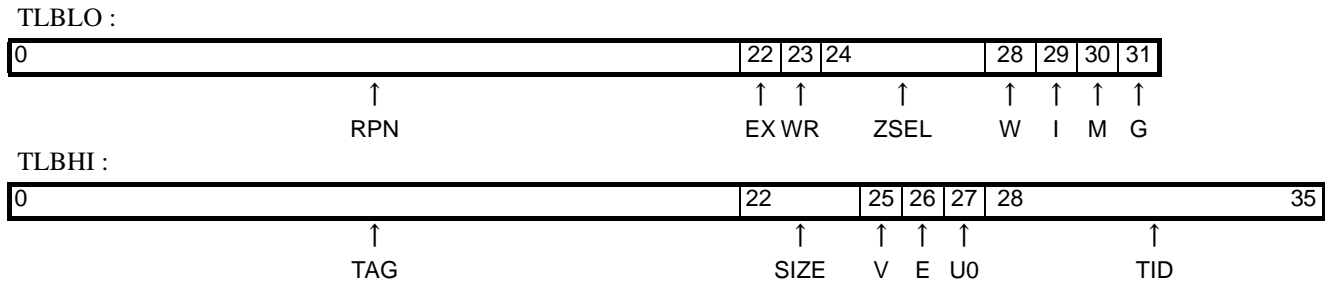 TLBLO :
0 22 23 24 28 29 30 31
↑ ↑ ↑ ↑ ↑ ↑ ↑ ↑
RPN EX WR ZSEL W I M G
TLBHI :
0 22 25 26 27 28 35
↑ ↑ ↑ ↑ ↑ ↑
TAG SIZE V E U0 TID